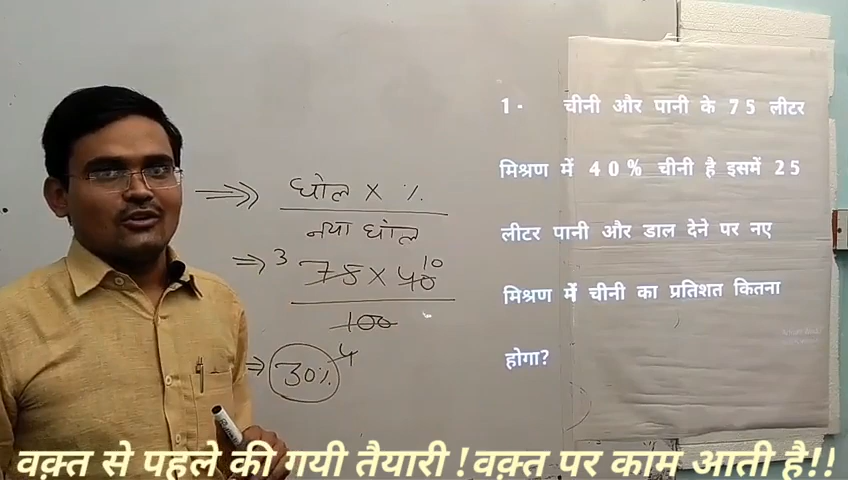 घोल x %
नया घोल
3
75 x 40 10
100
4
30%
1- चीनी और पानी के 75 लीटर
मिश्रण में 40% चीनी है इसमें 25
लीटर पानी और डाल देने पर नए
मिश्रण में चीनी का प्रतिशत कितना
होगा?
वक़्त से पहले की गयी तैयारी ! वक़्त पर काम आती है!!